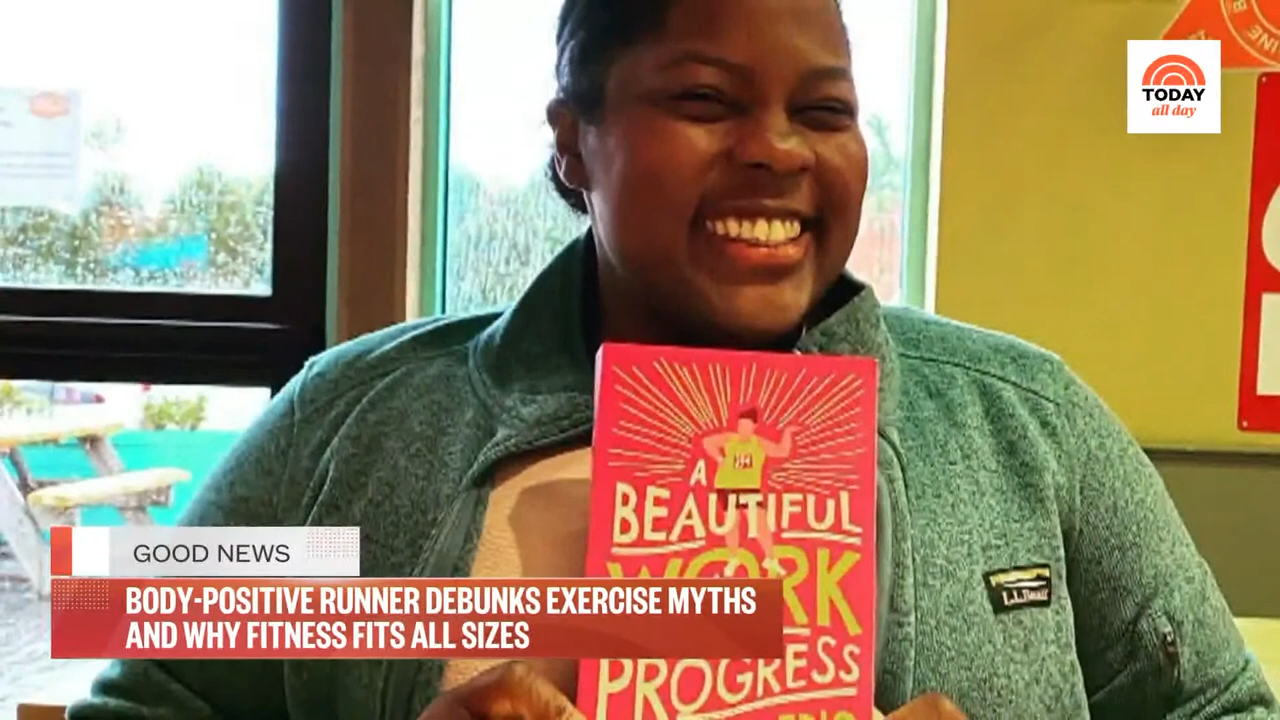 TODAY
all day
A
BEAUTIFUL
WORK
PROGRESS
L.L.Bean
GOOD NEWS
BODY-POSITIVE RUNNER DEBUNKS EXERCISE MYTHS
AND WHY FITNESS FITS ALL SIZES